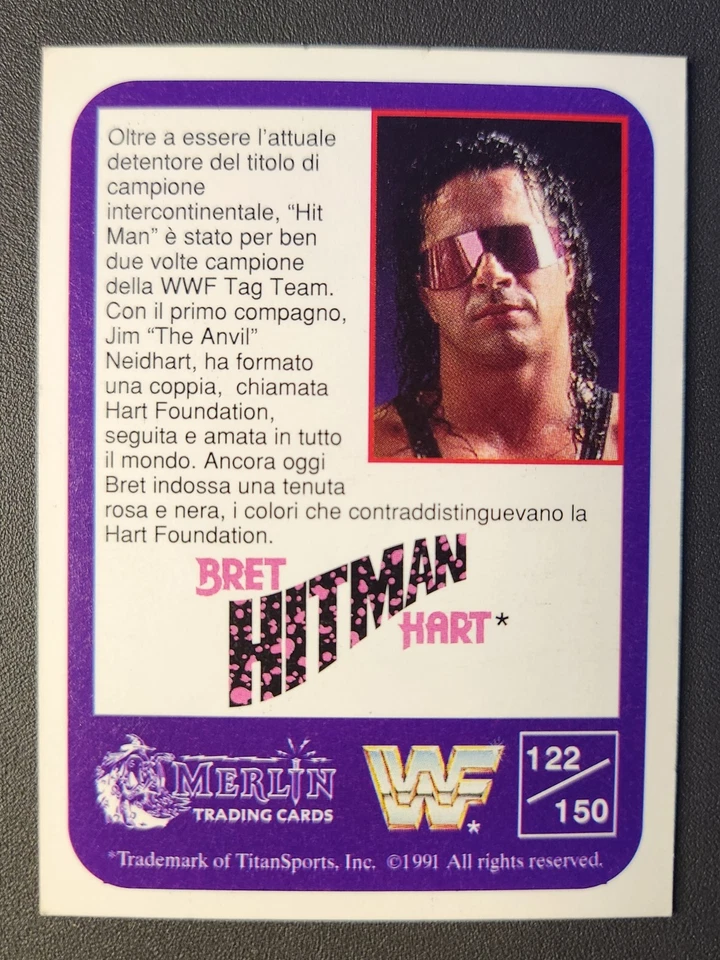 Oltre a essere l'attuale
detentore del titolo di
campione
intercontinentale, "Hit
Man" è stato per ben
due volte campione
della WWF Tag Team.
Con il primo compagno,
Jim "The Anvil"
Neidhart, ha formato
una coppia, chiamata
Hart Foundation,
seguita e amata in tutto
il mondo. Ancora oggi
Bret indossa una tenuta
rosa e nera, i colori che contraddistinguevano la
Hart Foundation.
BRET
HITMAN
HART*
MERLIN
TRADING CARDS
WF*
122/150
*Trademark of TitanSports, Inc. ©1991 All rights reserved.